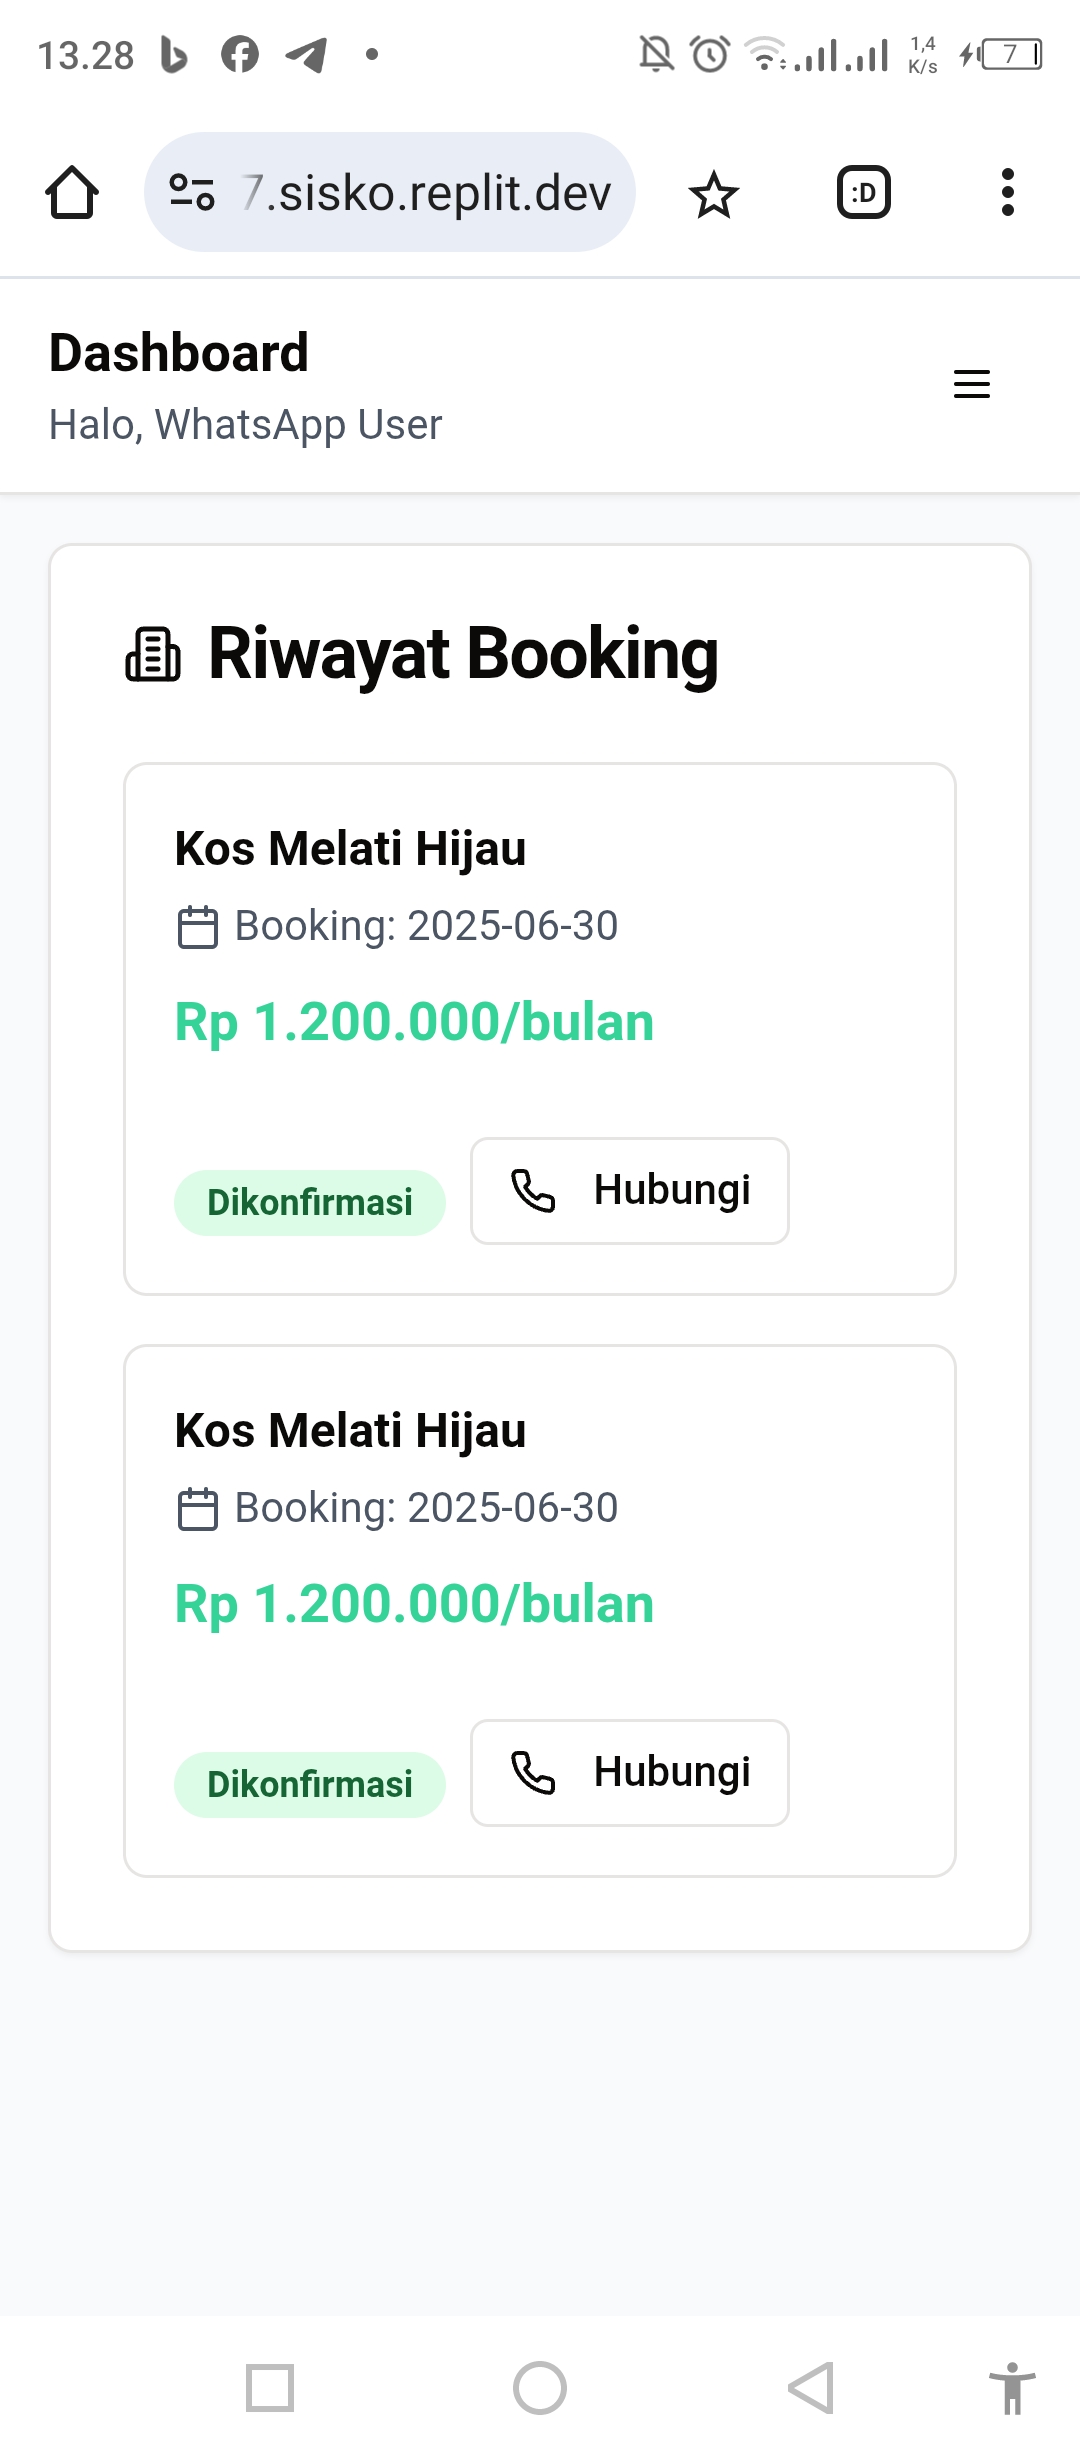 13.28
1,4
K/s
7
7.sisko.replit.dev
:D
Dashboard
Halo, WhatsApp User
Riwayat Booking
Kos Melati Hijau
Booking: 2025-06-30
Rp 1.200.000/bulan
Dikonfirmasi
Hubungi
Kos Melati Hijau
Booking: 2025-06-30
Rp 1.200.000/bulan
Dikonfirmasi
Hubungi